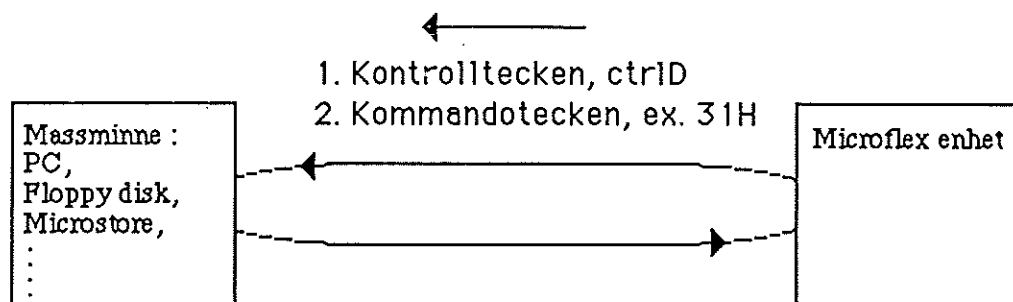 1. Kontrolltecken, ctrlD
2. Kommandotecken, ex. 31H
Massminne :
PC,
Floppy disk,
Microstore,
.
.
.
Microflex enhet